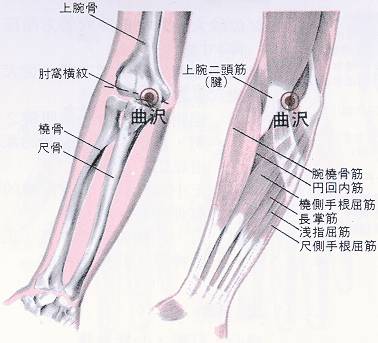 上腕骨
肘窩横紋
曲沢
橈骨
尺骨
上腕二頭筋
(腱)
曲沢
腕橈骨筋
円回内筋
橈側手根屈筋
長掌筋
浅指屈筋
尺側手根屈筋